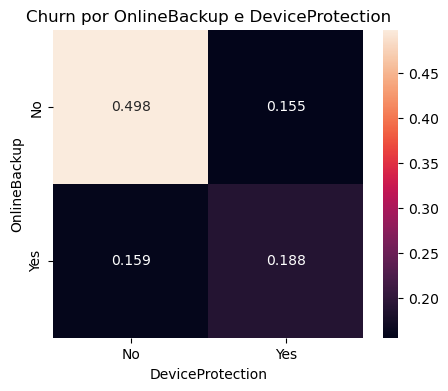 Churn por OnlineBackup e DeviceProtection
No
Yes
OnlineBackup
0.498
0.155
0.159
0.188
No
Yes
DeviceProtection
0.45
0.40
0.35
0.30
0.25
0.20